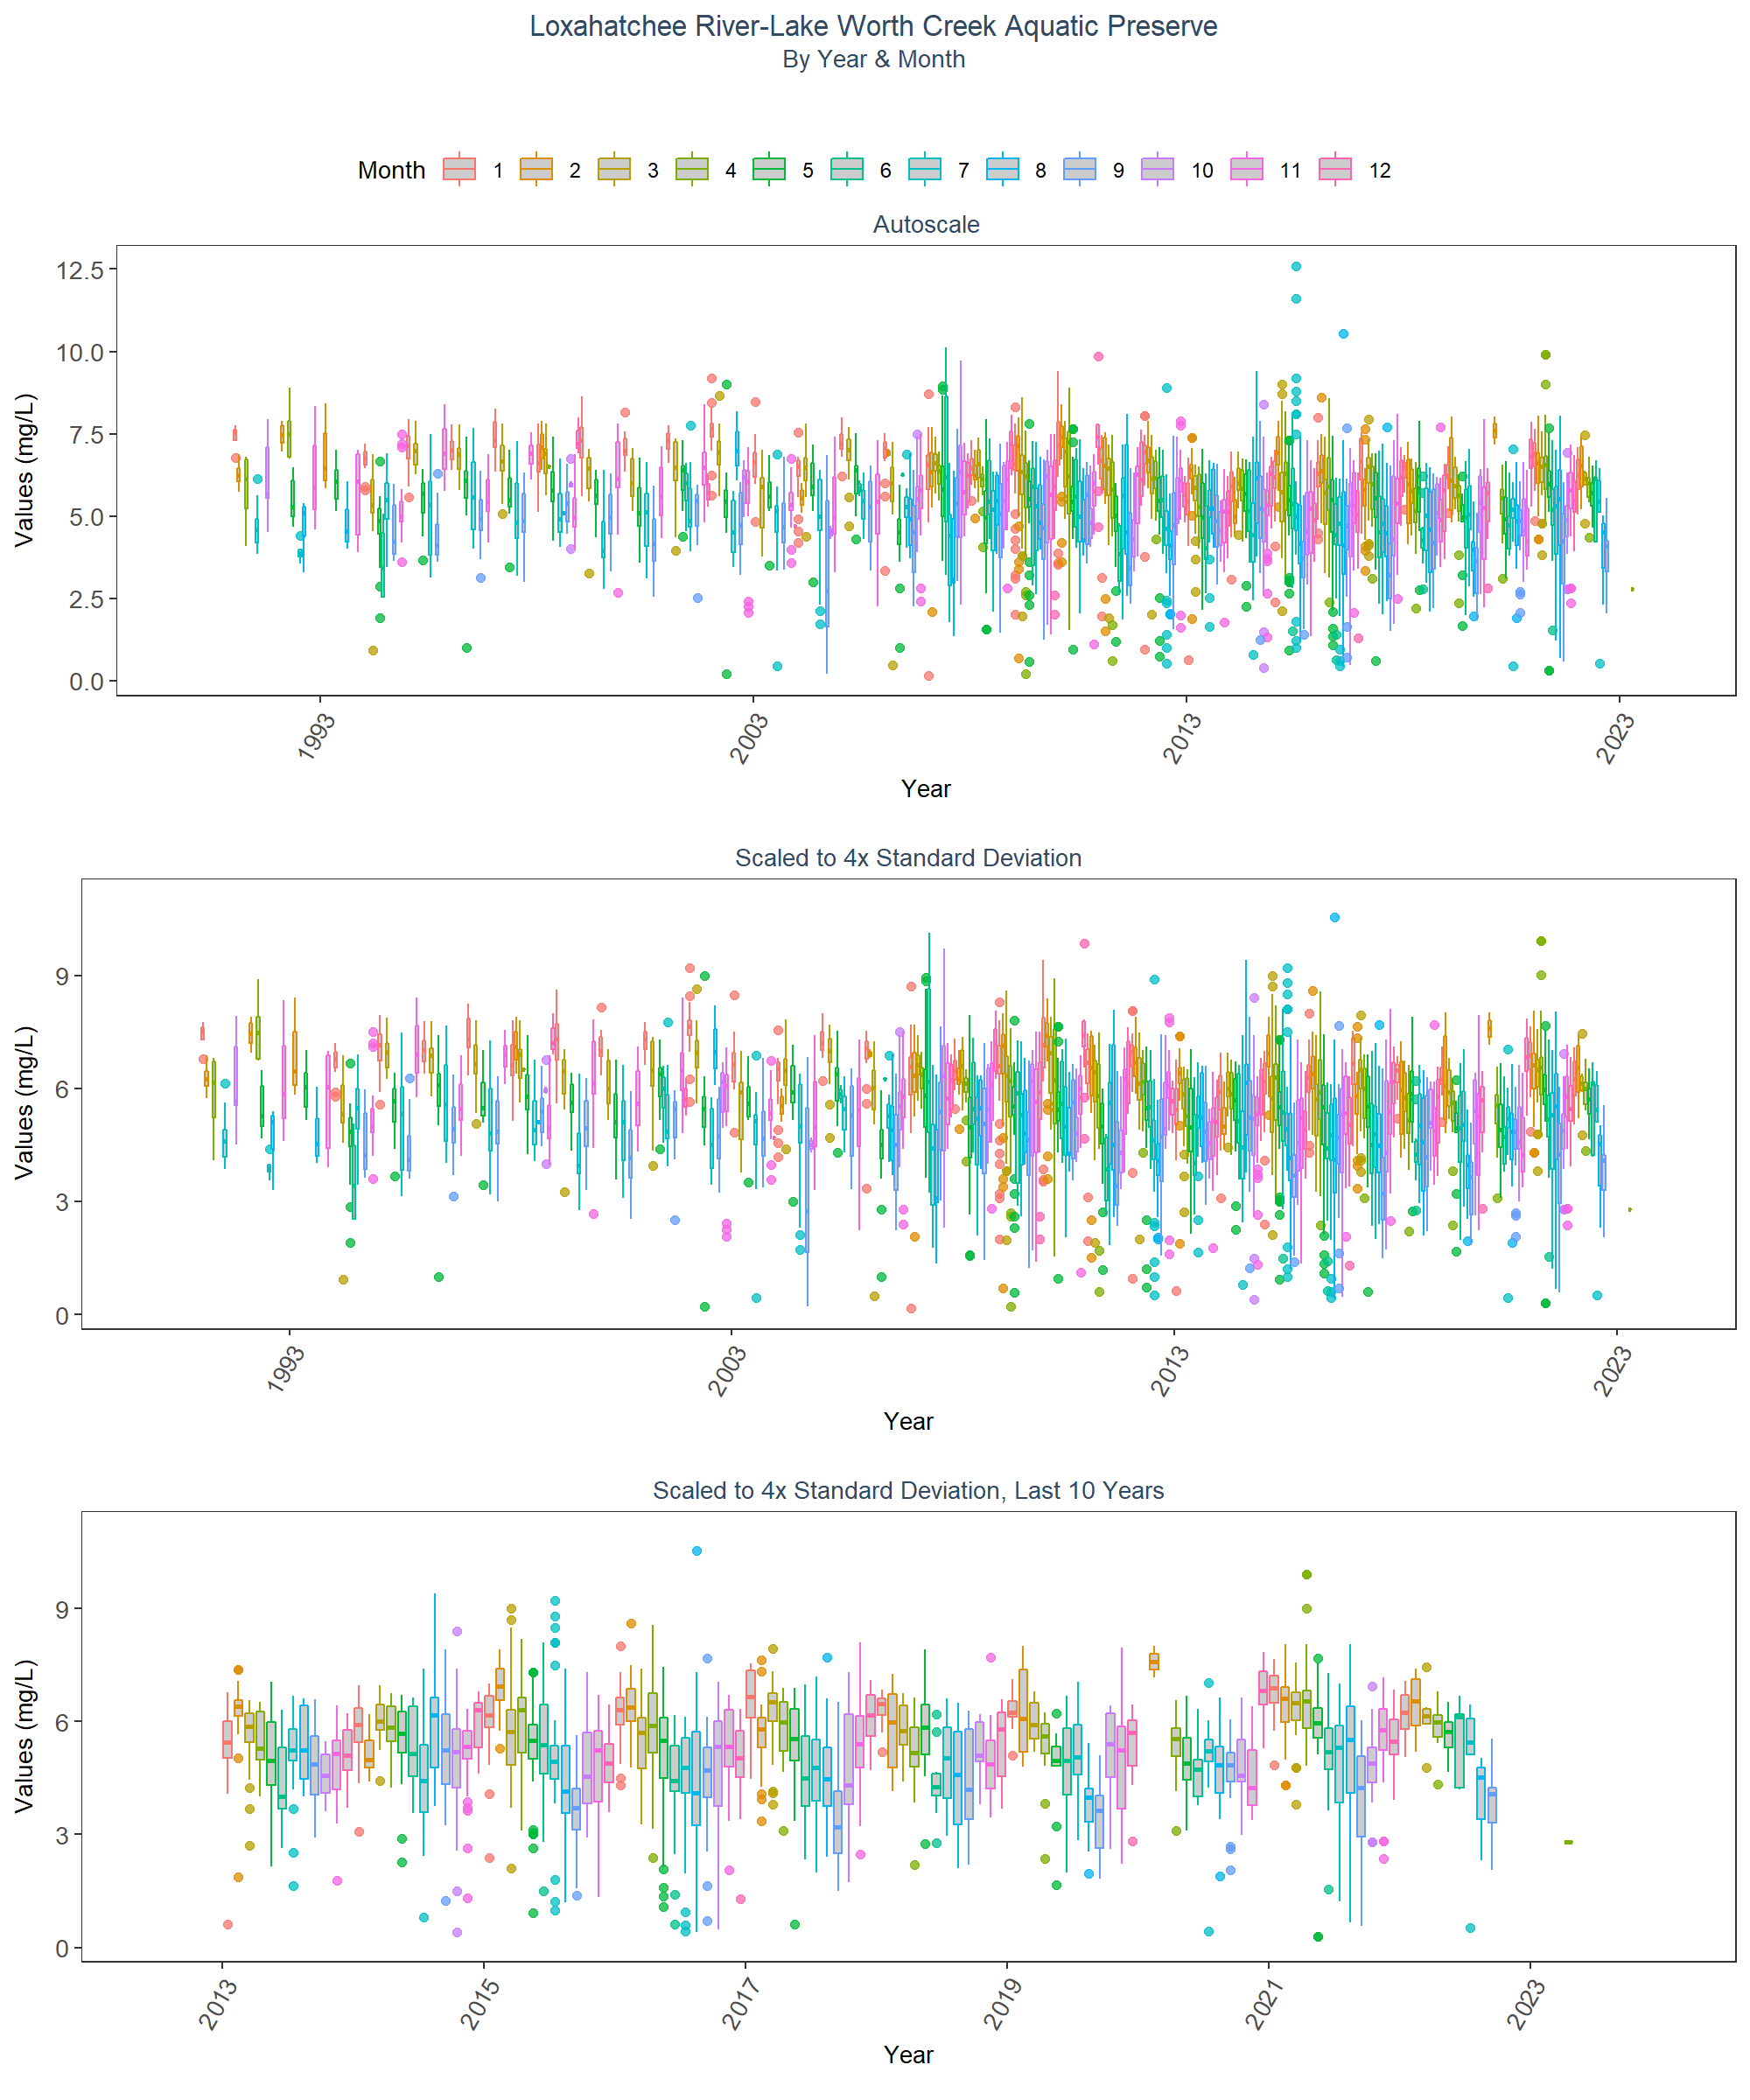 Loxahatchee River-Lake Worth Creek Aquatic Preserve
By Year & Month
Month 1 2 3 4 5 6 7 8 9 10 11 12
Autoscale
Values (mg/L)
12.5
10.0
7.5
5.0
2.5
0.0
1993 2003 2013 2023
Year
Scaled to 4x Standard Deviation
Values (mg/L)
9
6
3
0
1993 2003 2013 2023
Year
Scaled to 4x Standard Deviation, Last 10 Years
Values (mg/L)
9
6
3
0
2013 2015 2017 2019 2021 2023
Year